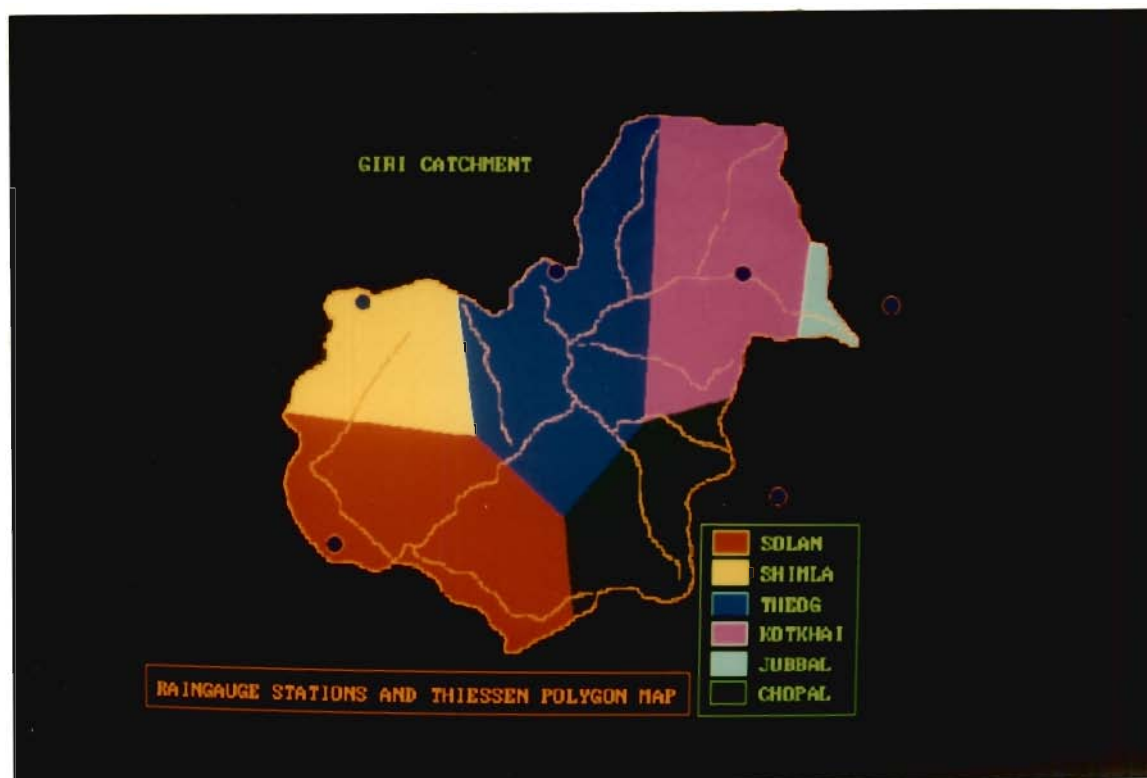 GIRI CATCHMENT
SOLAN
SHIMLA
THEOG
KOTKHAI
JUBBAL
CHOPAL
RAINGAUGE STATIONS AND THIESSEN POLYGON MAP